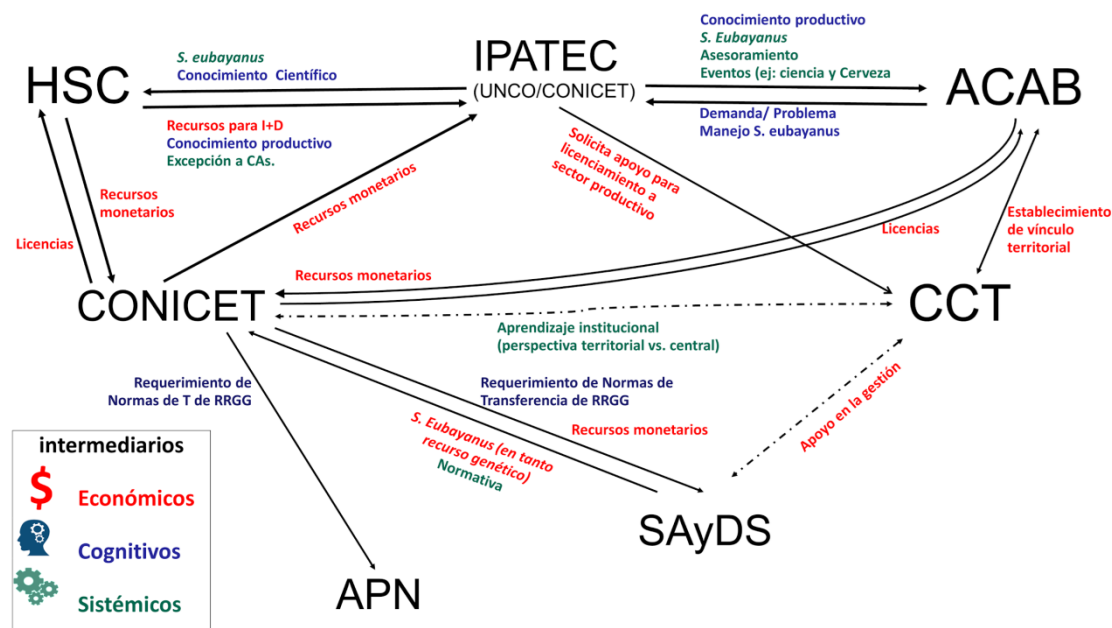 HSC
S. eubayanus
Conocimiento Científico
Recursos para I+D
Conocimiento productivo
Excepción a CAs.
IPATEC
(UNCO/CONICET)
Conocimiento productivo
S. Eubayanus
Asesoramiento
Eventos (ej: ciencia y Cerveza
Demanda/ Problema
Manejo S. eubayanus
ACAB
Recursos
monetarios
Licencias
Recursos monetarios
Solicita apoyo para
licenciamiento a
sector productivo
Licencias
Establecimiento
de vínculo
territorial
Recursos monetarios
CONICET
CCT
Aprendizaje institucional
(perspectiva territorial vs. central)
Requerimiento de
Normas de T de RRGG
Requerimiento de Normas de
Transferencia de RRGG
Recursos monetarios
S. Eubayanus (en tanto
recurso genético)
Normativa
Apoyo en la gestión
SAyDS
APN
intermediarios
$ Económicos
Cognitivos
Sistémicos